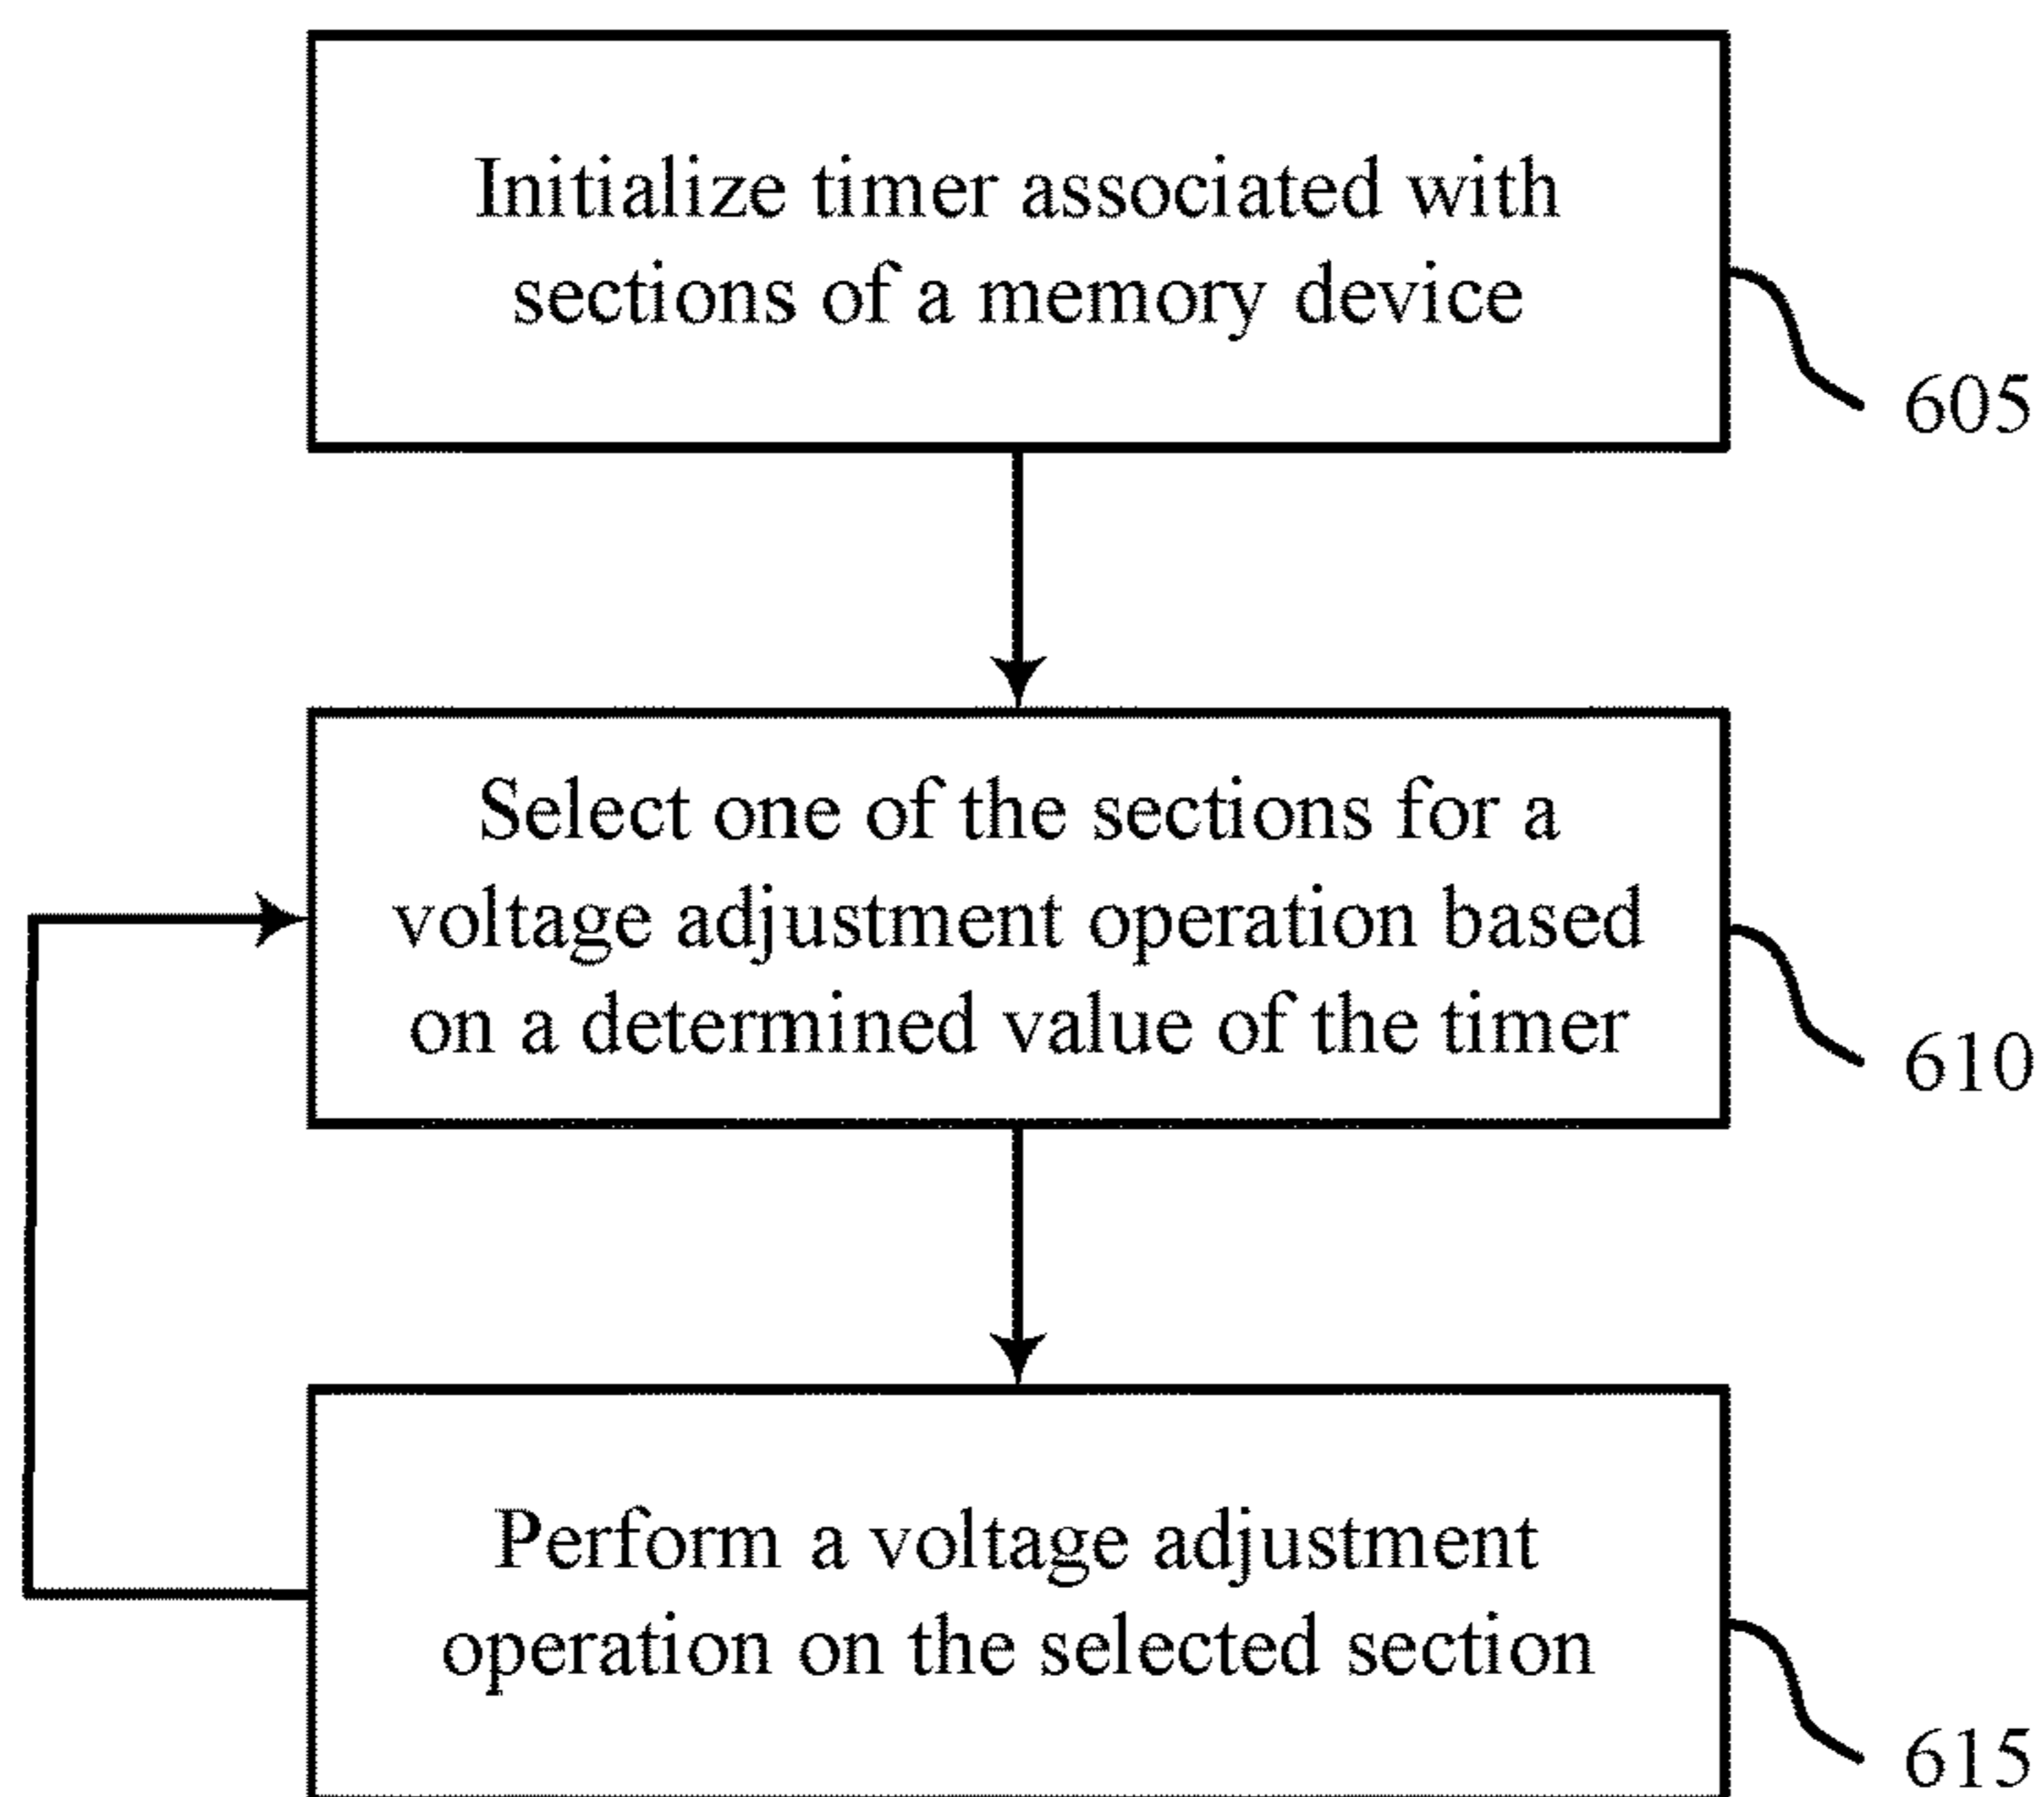 Initialize timer associated with
sections of a memory device
605
Select one of the sections for a
voltage adjustment operation based
on a determined value of the timer
610
Perform a voltage adjustment
operation on the selected section
615